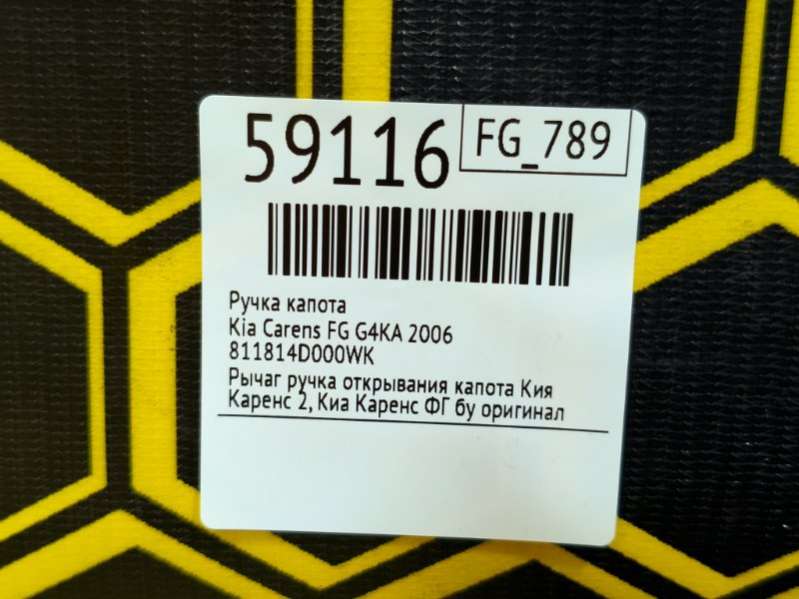 59116
FG_789
Ручка капота
Kia Carens FG G4KA 2006
811814D000WK
Рычаг ручка открывания капота Кия
Каренс 2, Киа Каренс ФГ бу оригинал